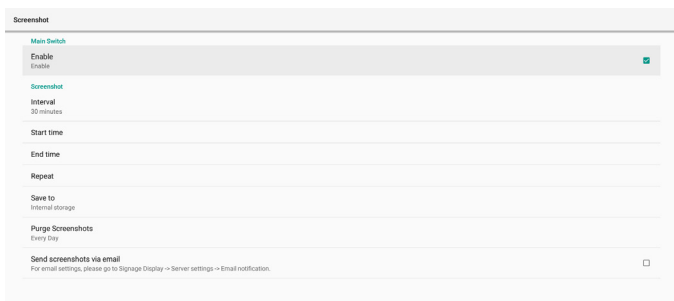 Screenshot
Main Switch
Enable
Enable
Screenshot
Interval
30 minutes
Start time
End time
Repeat
Save to
Internal storage
Purge Screenshots
Every Day
Send screenshots via email
For email settings, please go to Signage Display -> Server settings -> Email notification.